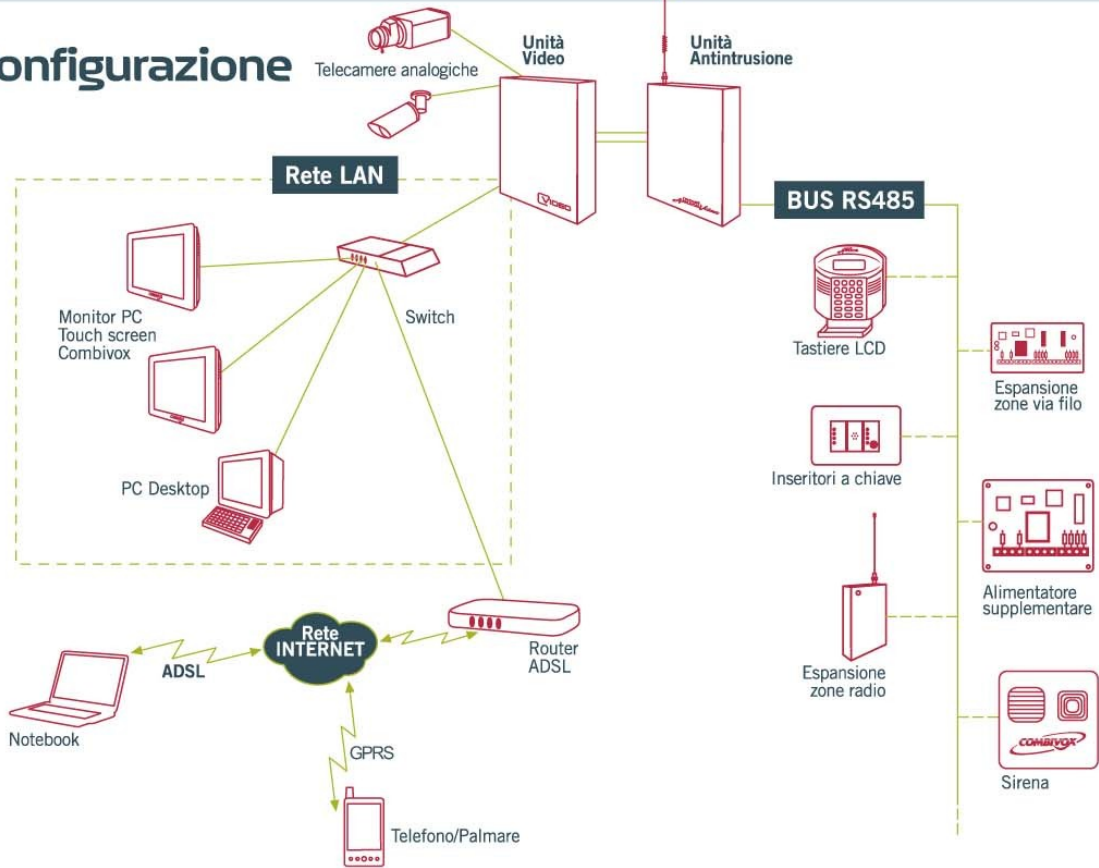 onfigurazione
Telecamere analogiche
Unità
Video
Unità
Antintrusione
Rete LAN
VIDEO
BUS RS485
Monitor PC
Touch screen
Combivox
Switch
Tastiere LCD
Espansione
zone via filo
PC Desktop
Inseritori a chiave
Alimentatore
supplementare
Rete
INTERNET
Router
ADSL
ADSL
Espansione
zone radio
Notebook
GPRS
COMBIVOX
Sirena
Telefono/Palmare